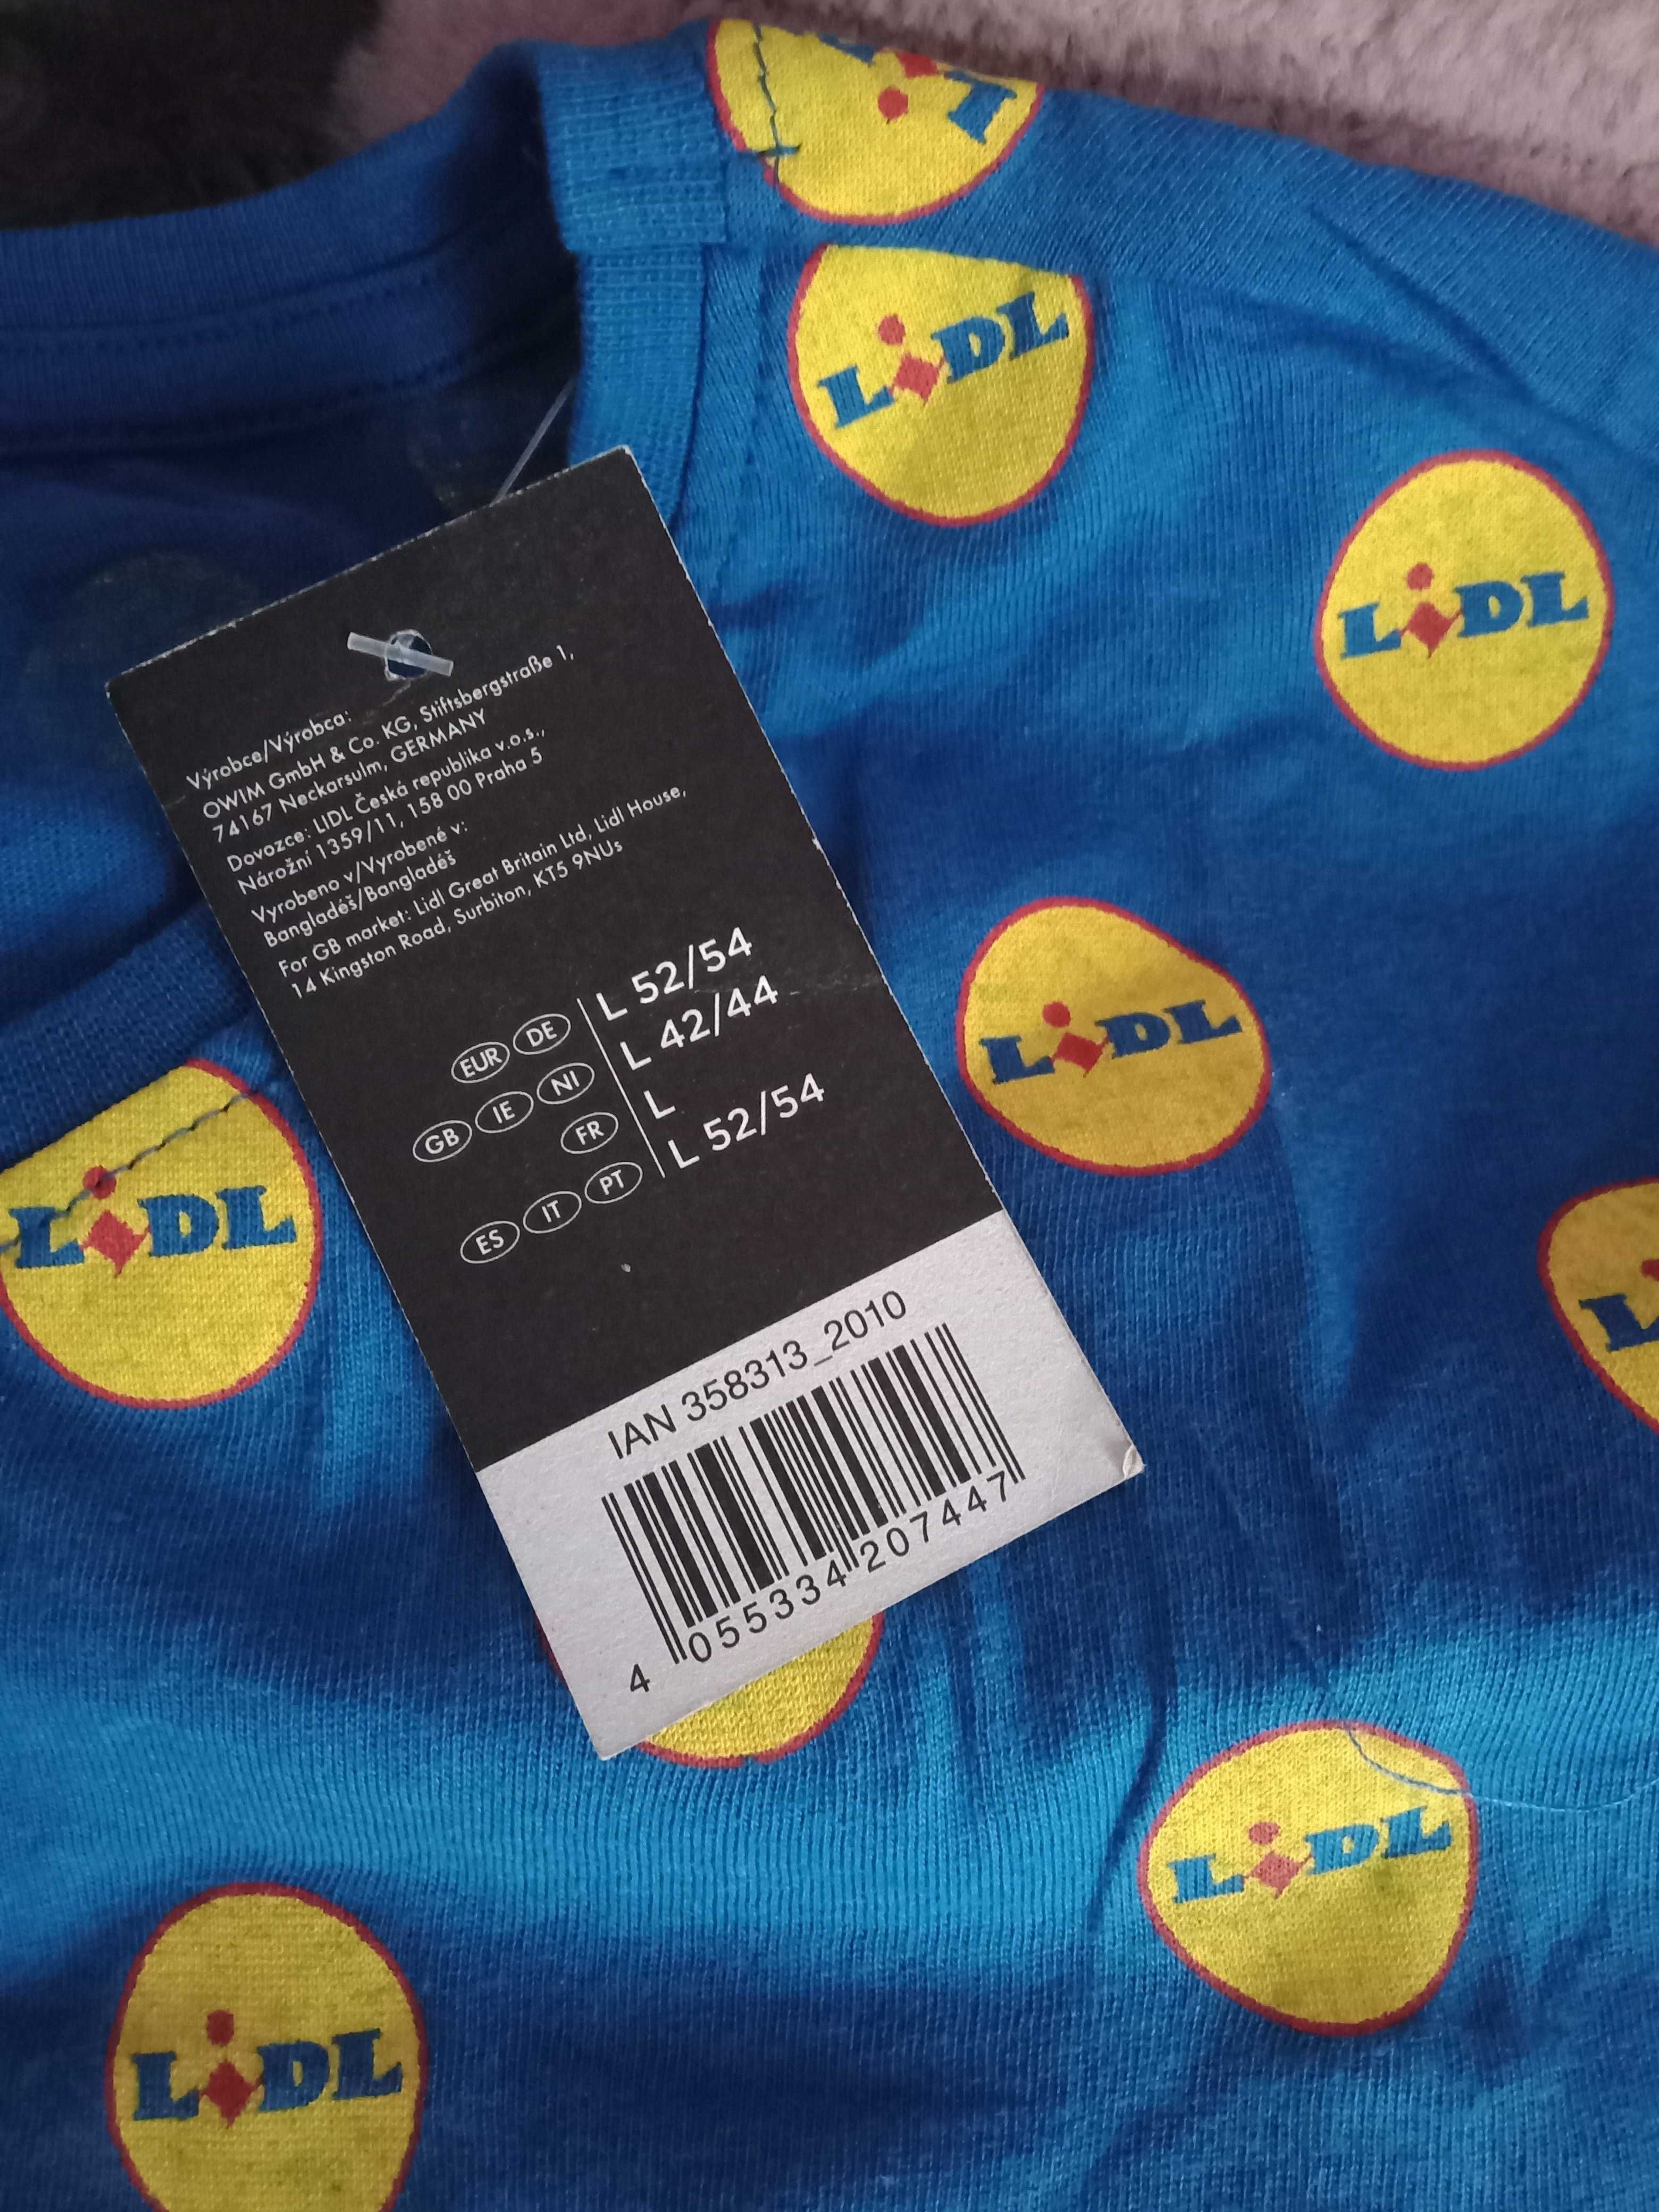 LIDL
LIDL
LIDL
LIDL
Výrobce/Výrobca:
OWIM GmbH & Co. KG, Stiftsbergstraße 1,
74167 Neckarsulm, GERMANY
Dovozce: LIDL Česká republika v.o.s.,
Nárožní 1359/11, 158 00 Praha 5
Vyrobeno v/Vyrobené v:
Bangladéš/Bangladéš
For GB market: Lidl Great Britain Ltd, Lidl House,
14 Kingston Road, Surbiton, KT5 9NUs
EUR DE L 52/54
GB IE NI L 42/44
FR L
ES IT PT L 52/54
IAN 358313_2010
4 055334 207447
LIDL
LIDL